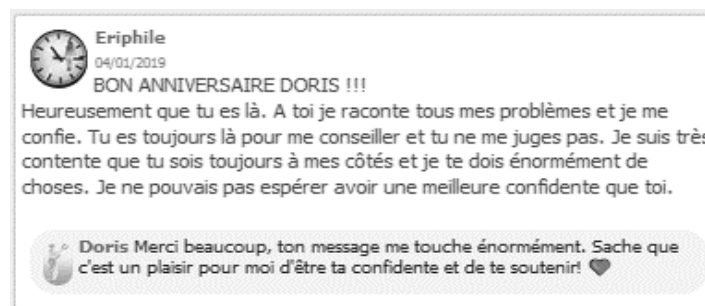 Eriphile
04/01/2019
BON ANNIVERSAIRE DORIS !!!
Heureusement que tu es là. A toi je raconte tous mes problèmes et je me
confie. Tu es toujours là pour me conseiller et tu ne me juges pas. Je suis très
contente que tu sois toujours à mes côtés et je te dois énormément de
choses. Je ne pouvais pas espérer avoir une meilleure confidente que toi.
Doris Merci beaucoup, ton message me touche énormément. Sache que
c'est un plaisir pour moi d'être ta confidente et de te soutenir!